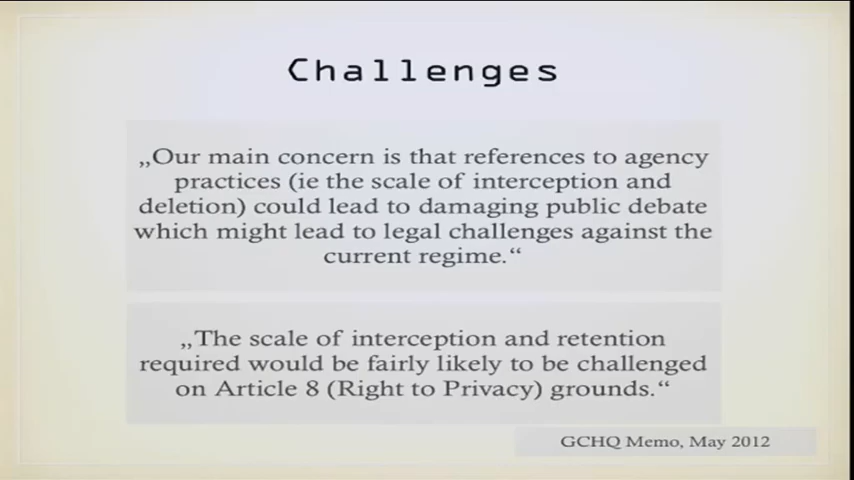 Challenges
„Our main concern is that references to agency
practices (ie the scale of interception and
deletion) could lead to damaging public debate
which might lead to legal challenges against the
current regime.“
„The scale of interception and retention
required would be fairly likely to be challenged
on Article 8 (Right to Privacy) grounds.“
GCHQ Memo, May 2012